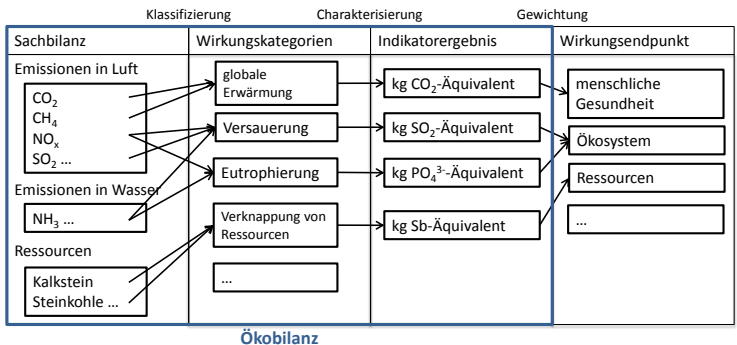 Klassifizierung Charakterisierung Gewichtung
Sachbilanz Wirkungskategorien Indikatorergebnis Wirkungsendpunkt
Emissionen in Luft
CO₂
CH₄
NOₓ
SO₂ ...
Emissionen in Wasser
NH₃ ...
Ressourcen
Kalkstein
Steinkohle ...
globale
Erwärmung
Versauerung
Eutrophierung
Verknappung von
Ressourcen
...
kg CO₂-Äquivalent
kg SO₂-Äquivalent
kg PO₄³⁻-Äquivalent
kg Sb-Äquivalent
menschliche
Gesundheit
Ökosystem
Ressourcen
...
Ökobilanz